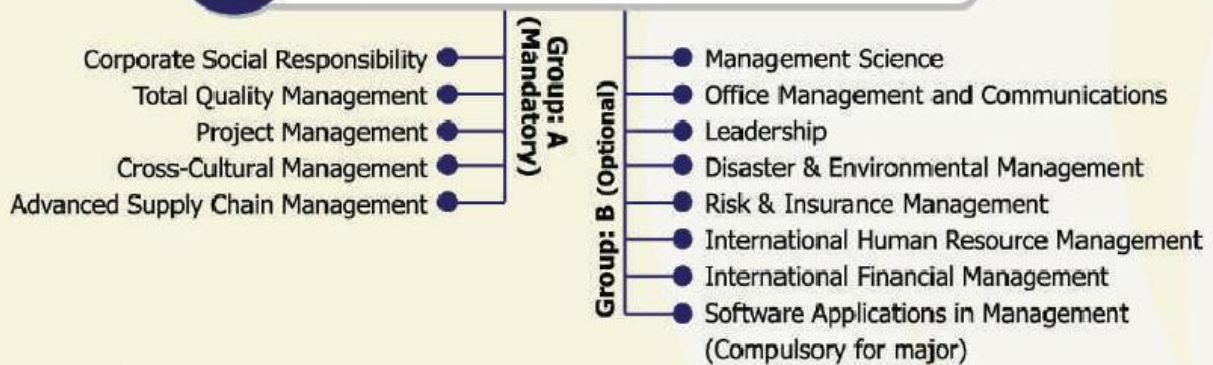 Group: A
(Mandatory)
Corporate Social Responsibility
Total Quality Management
Project Management
Cross-Cultural Management
Advanced Supply Chain Management
Group: B (Optional)
Management Science
Office Management and Communications
Leadership
Disaster & Environmental Management
Risk & Insurance Management
International Human Resource Management
International Financial Management
Software Applications in Management
(Compulsory for major)